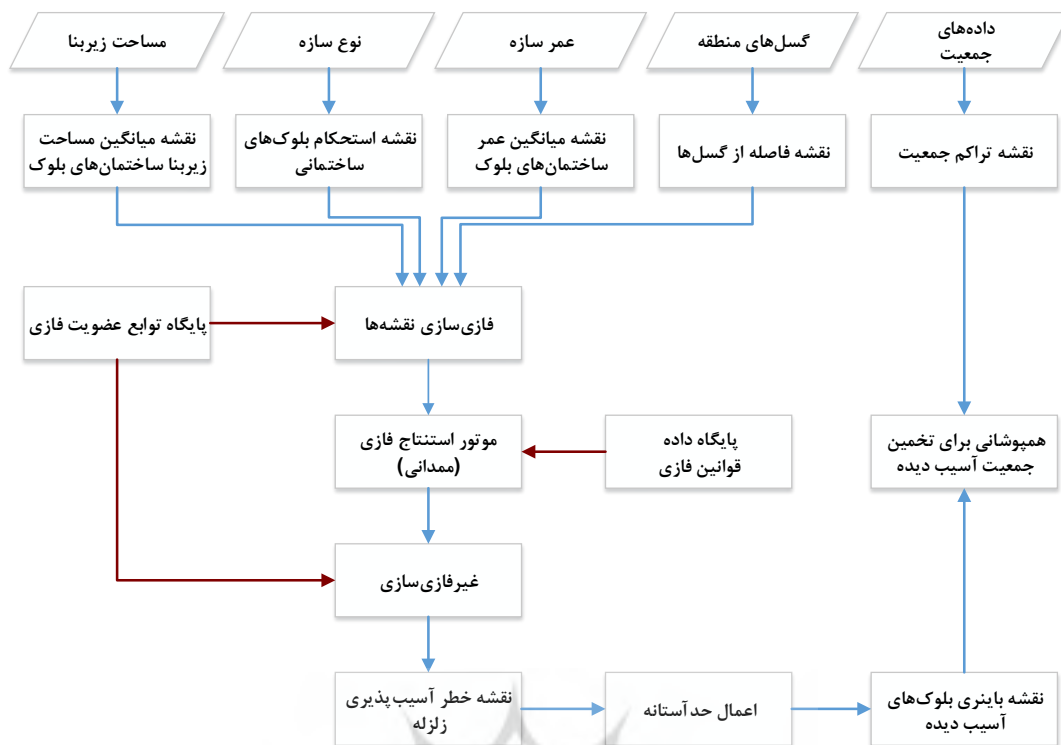 داده‌های
جمعیت
گسل‌های منطقه
عمر سازه
نوع سازه
مساحت زیربنا
نقشه تراکم جمعیت
نقشه فاصله از گسل‌ها
نقشه میانگین عمر
ساختمان‌های بلوک
نقشه استحکام بلوک‌های
ساختمانی
نقشه میانگین مساحت
زیربنا ساختمان‌های بلوک
فازی‌سازی نقشه‌ها
پایگاه توابع عضویت فازی
همپوشانی برای تخمین
جمعیت آسیب دیده
پایگاه داده
قوانین فازی
موتور استنتاج فازی
(ممدانی)
غیرفازی‌سازی
نقشه باینری بلوک‌های
آسیب دیده
اعمال حدآستانه
نقشه خطر آسیب‌پذیری
زلزله